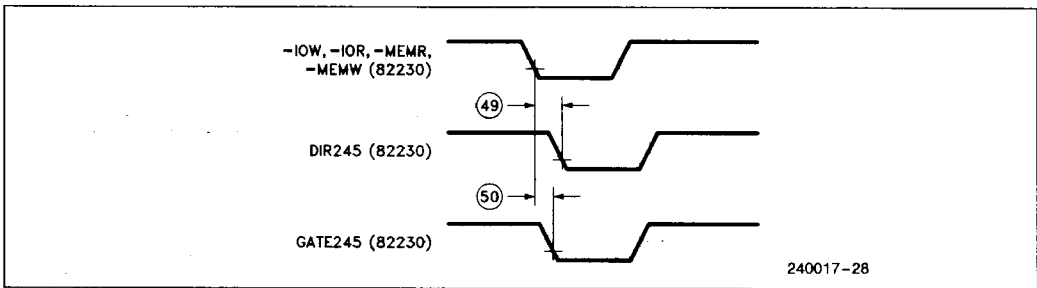 -IOW, -IOR, -MEMR,
-MEMW (82230)
49
DIR245 (82230)
50
GATE245 (82230)
240017-28